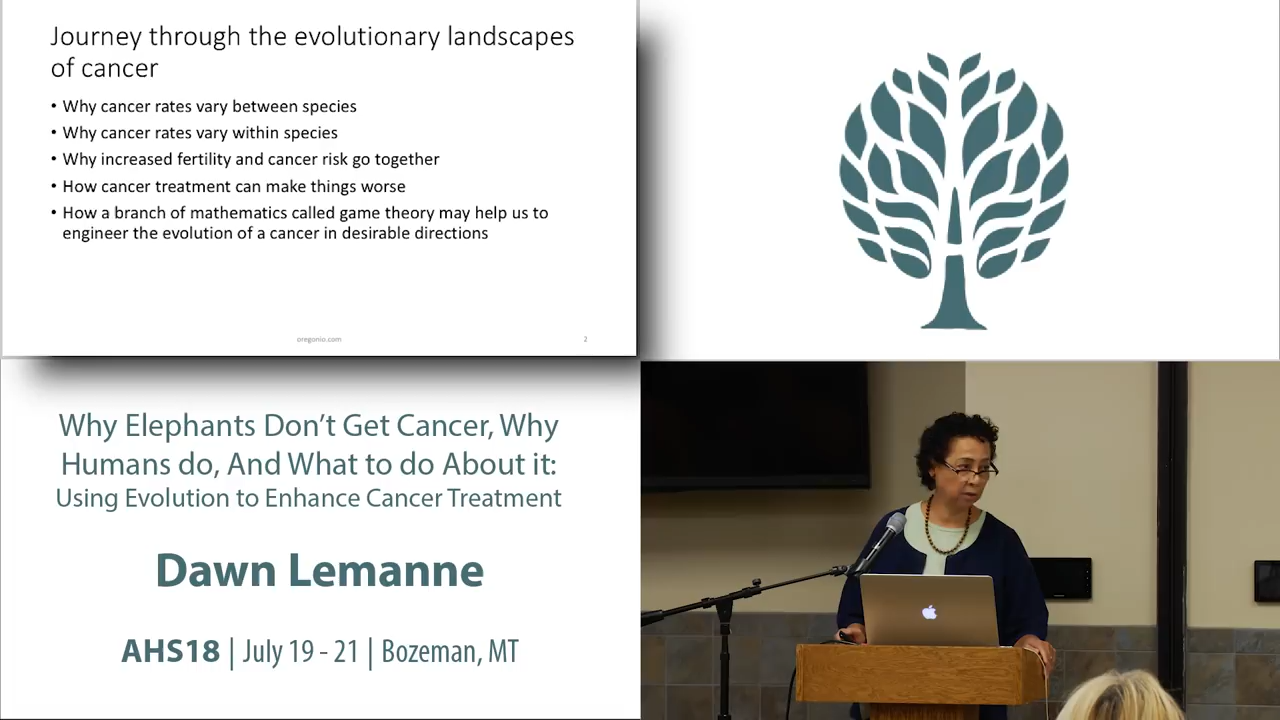 Journey through the evolutionary landscapes
of cancer
• Why cancer rates vary between species
• Why cancer rates vary within species
• Why increased fertility and cancer risk go together
• How cancer treatment can make things worse
• How a branch of mathematics called game theory may help us to
engineer the evolution of a cancer in desirable directions
oregonio.com
2
Why Elephants Don’t Get Cancer, Why
Humans do, And What to do About it:
Using Evolution to Enhance Cancer Treatment
Dawn Lemanne
AHS18 | July 19 - 21 | Bozeman, MT